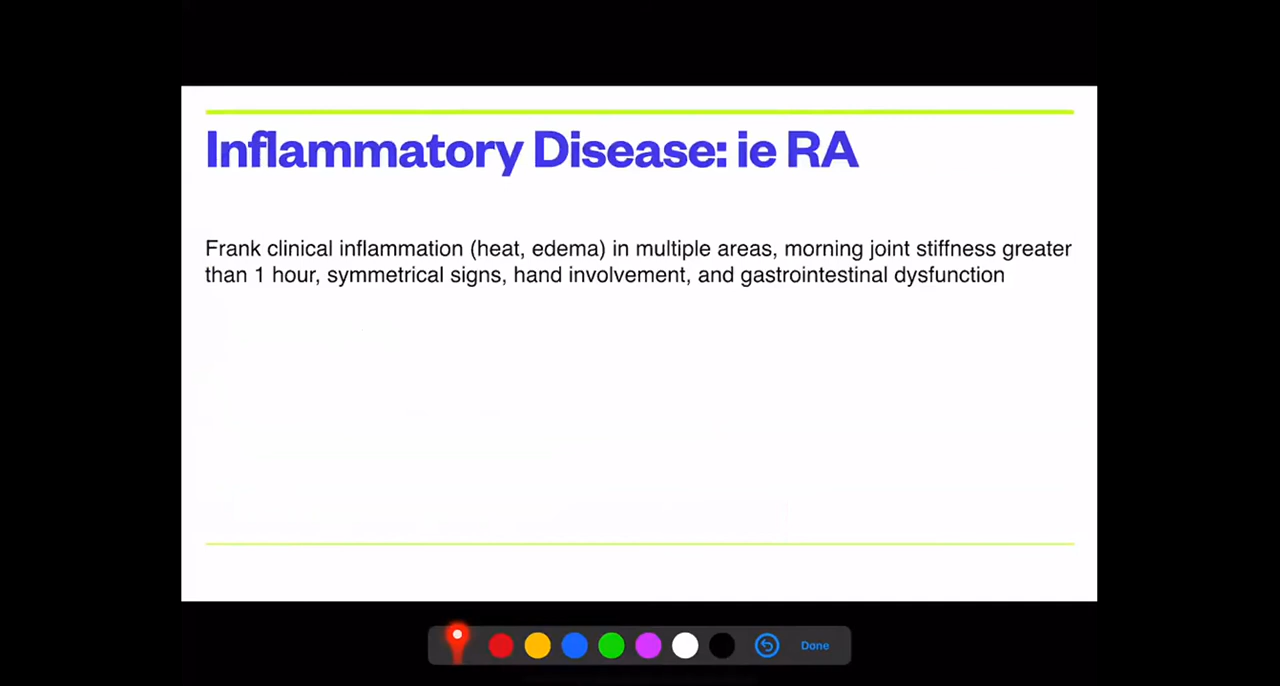 Inflammatory Disease: ie RA
Frank clinical inflammation (heat, edema) in multiple areas, morning joint stiffness greater
than 1 hour, symmetrical signs, hand involvement, and gastrointestinal dysfunction
Done